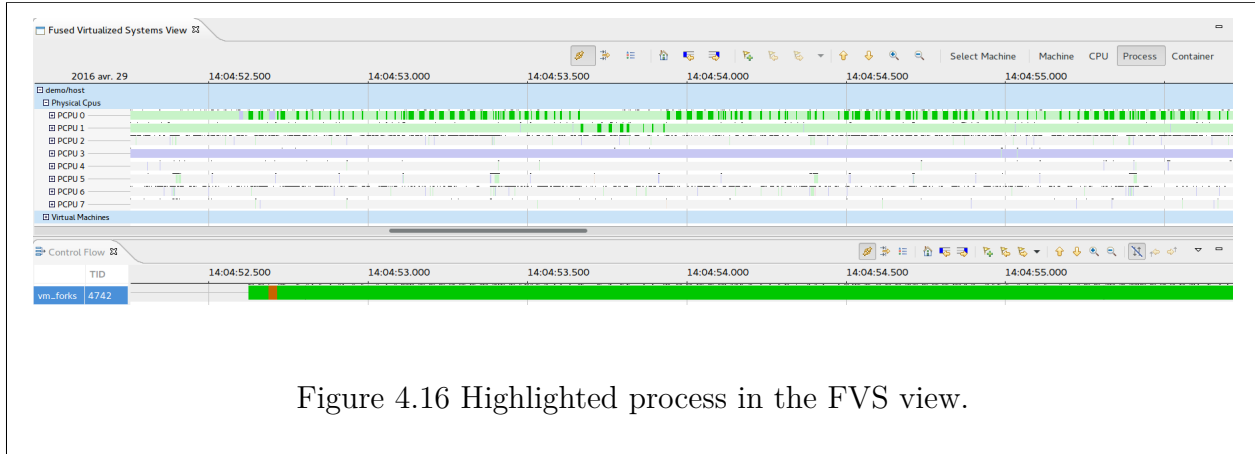 Fused Virtualized Systems View
Select Machine Machine CPU Process Container
2016 avr. 29 14:04:52.500 14:04:53.000 14:04:53.500 14:04:54.000 14:04:54.500 14:04:55.000
demo/host
Physical Cpus
PCPU 0
PCPU 1
PCPU 2
PCPU 3
PCPU 4
PCPU 5
PCPU 6
PCPU 7
Virtual Machines
Control Flow
TID 14:04:52.500 14:04:53.000 14:04:53.500 14:04:54.000 14:04:54.500 14:04:55.000
vm_forks 4742
Figure 4.16 Highlighted process in the FVS view.